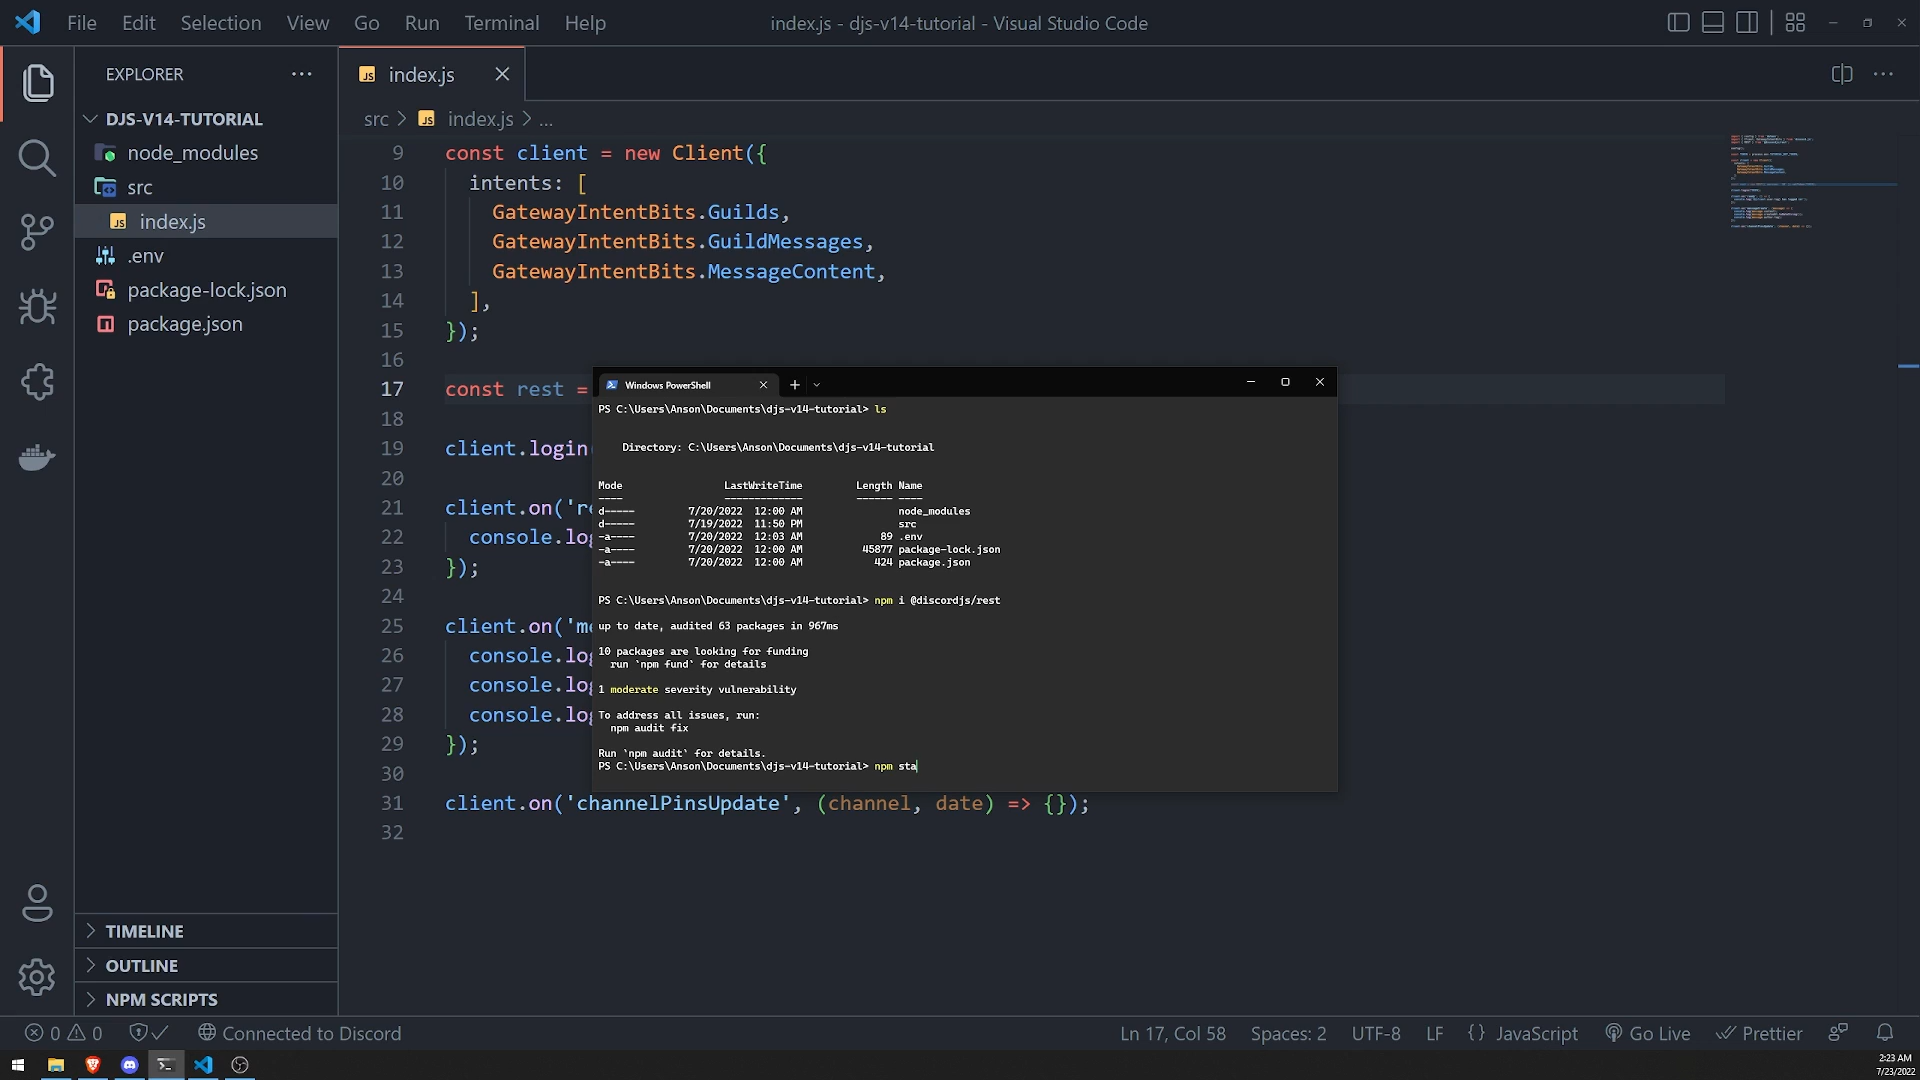 File Edit Selection View Go Run Terminal Help
index.js - djs-v14-tutorial - Visual Studio Code
EXPLORER
DJS-V14-TUTORIAL
node_modules
src
index.js
.env
package-lock.json
package.json
TIMELINE
OUTLINE
NPM SCRIPTS
index.js
src > index.js > ...
9 const client = new Client({
10 intents: [
11 GatewayIntentBits.Guilds,
12 GatewayIntentBits.GuildMessages,
13 GatewayIntentBits.MessageContent,
14 ],
15 });
16
17 const rest =
18
19 client.login
20
21 client.on('re
22 console.log
23 });
24
25 client.on('me
26 console.log
27 console.log
28 console.log
29 });
30
31 client.on('channelPinsUpdate', (channel, date) => {});
32
Windows PowerShell
PS C:\Users\Anson\Documents\djs-v14-tutorial> ls
Directory: C:\Users\Anson\Documents\djs-v14-tutorial
Mode LastWriteTime Length Name
---- ------------- ------ ----
d----- 7/20/2022 12:00 AM node_modules
d----- 7/19/2022 11:50 PM src
-a---- 7/20/2022 12:03 AM 89 .env
-a---- 7/20/2022 12:00 AM 45877 package-lock.json
-a---- 7/20/2022 12:00 AM 424 package.json
PS C:\Users\Anson\Documents\djs-v14-tutorial> npm i @discordjs/rest
up to date, audited 63 packages in 967ms
10 packages are looking for funding
run `npm fund` for details
1 moderate severity vulnerability
To address all issues, run:
npm audit fix
Run `npm audit` for details.
PS C:\Users\Anson\Documents\djs-v14-tutorial> npm sta
0 0 Connected to Discord
Ln 17, Col 58 Spaces: 2 UTF-8 LF {} JavaScript Go Live Prettier
2:23 AM
7/23/2022